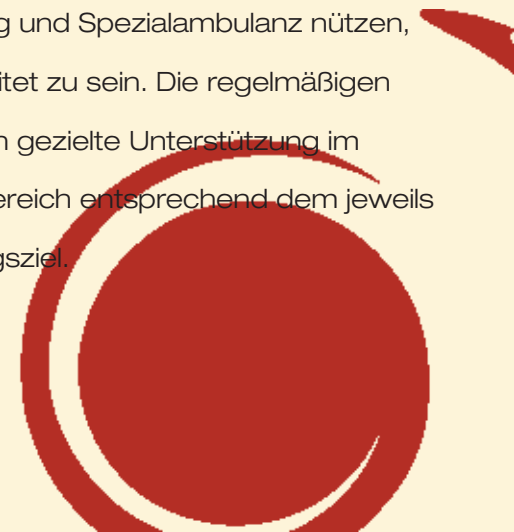 g und Spezialambulanz nützen,
itet zu sein. Die regelmäßigen
n gezielte Unterstützung im
ereich entsprechend dem jeweils
gsziel.